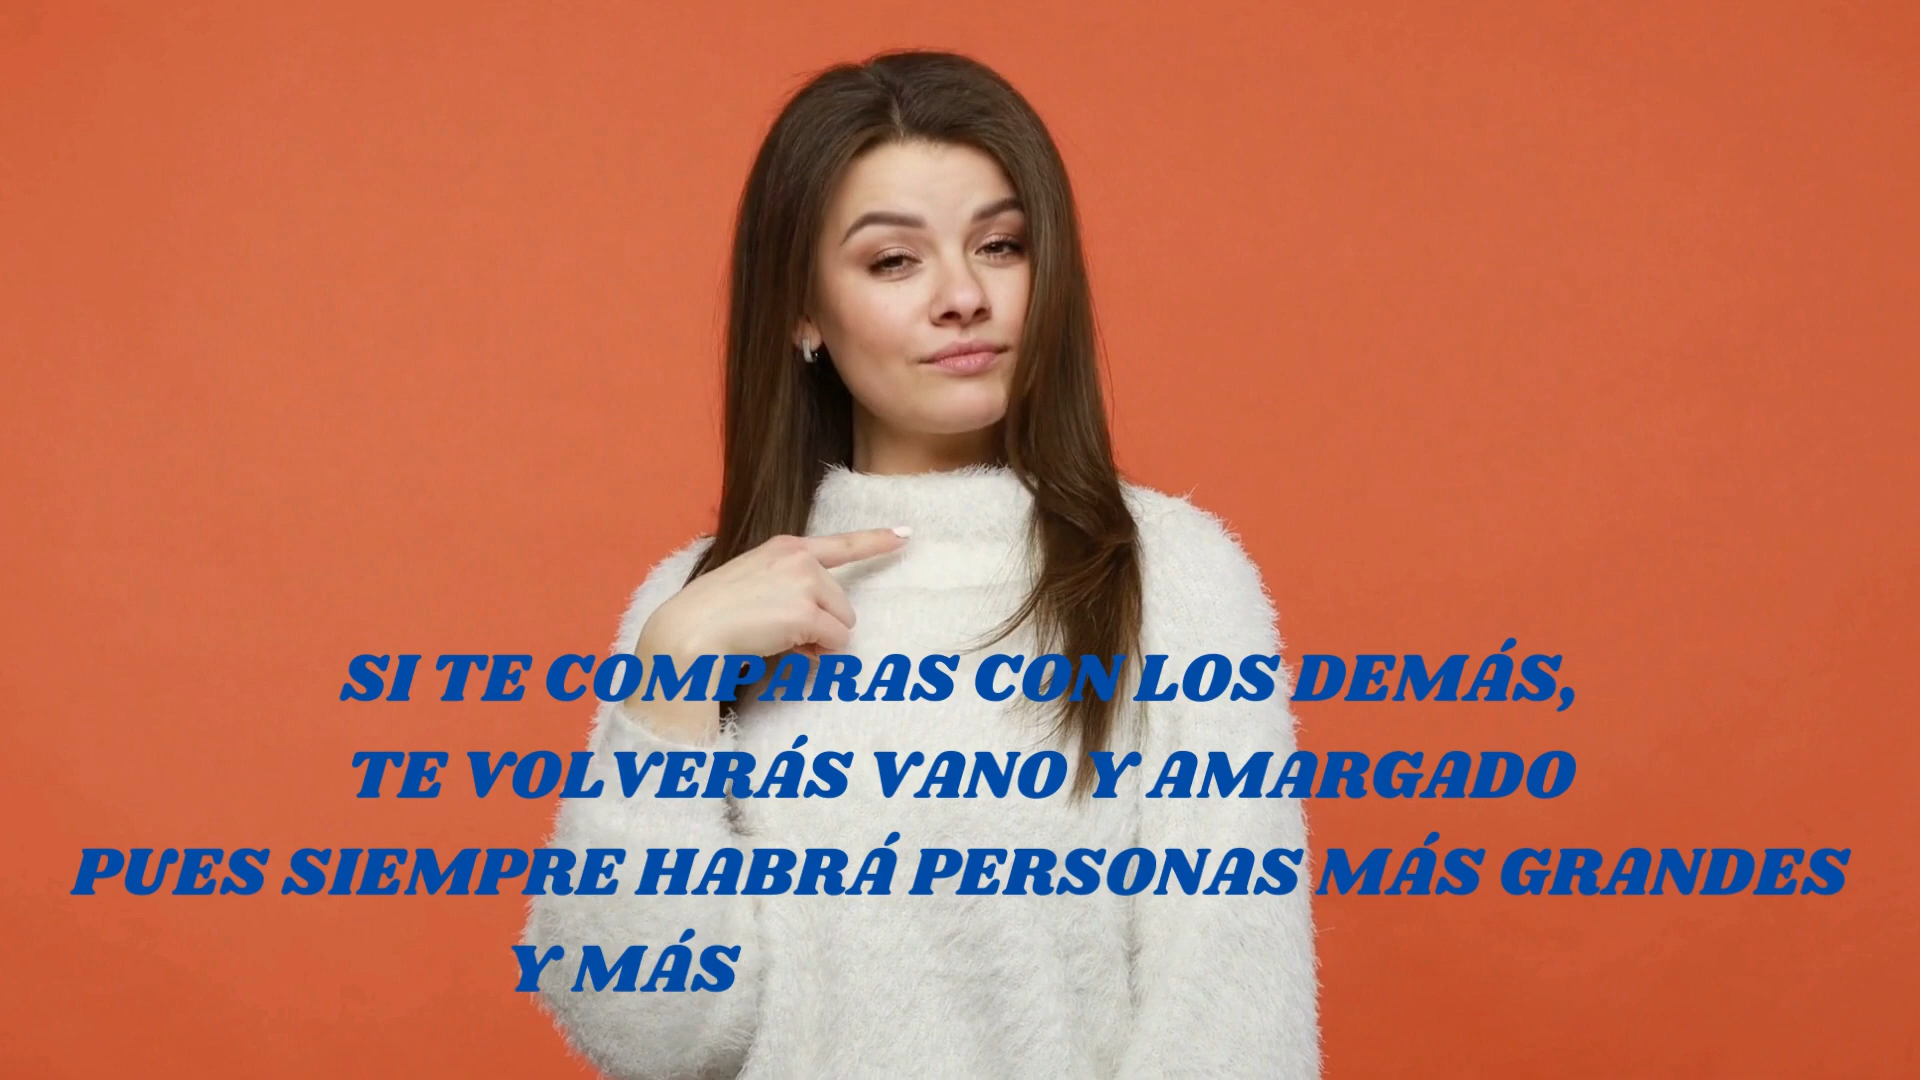 SI TE COMPARAS CON LOS DEMÁS,
TE VOLVERÁS VANO Y AMARGADO
PUES SIEMPRE HABRÁ PERSONAS MÁS GRANDES
Y MÁS